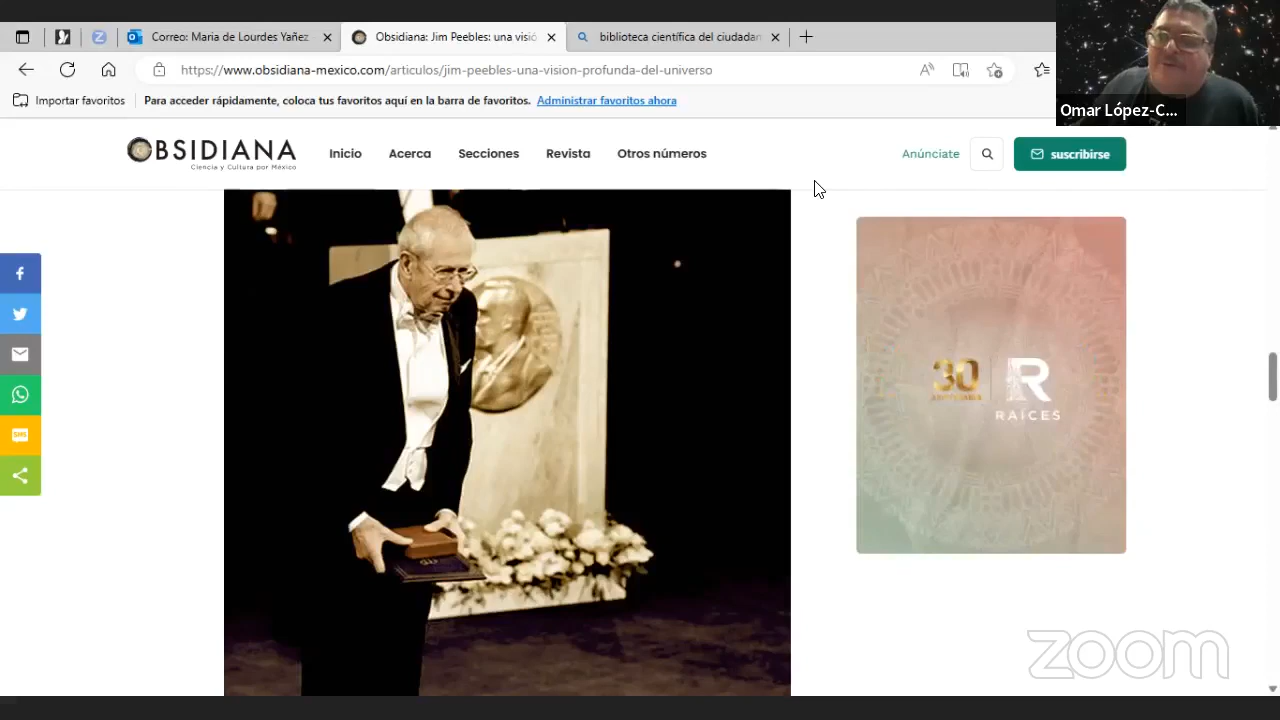 Correo: Maria de Lourdes Yañez
Obsidiana: Jim Peebles: una visió
biblioteca científica del ciudadan
https://www.obsidiana-mexico.com/articulos/jim-peebles-una-vision-profunda-del-universo
Importar favoritos
Para acceder rápidamente, coloca tus favoritos aquí en la barra de favoritos. Administrar favoritos ahora
Omar López-C...
OBSIDIANA
Ciencia y Cultura por México
Inicio
Acerca
Secciones
Revista
Otros números
Anúnciate
suscribirse
30
ANIVERSARIO
R
RAÍCES
SMS
zoom